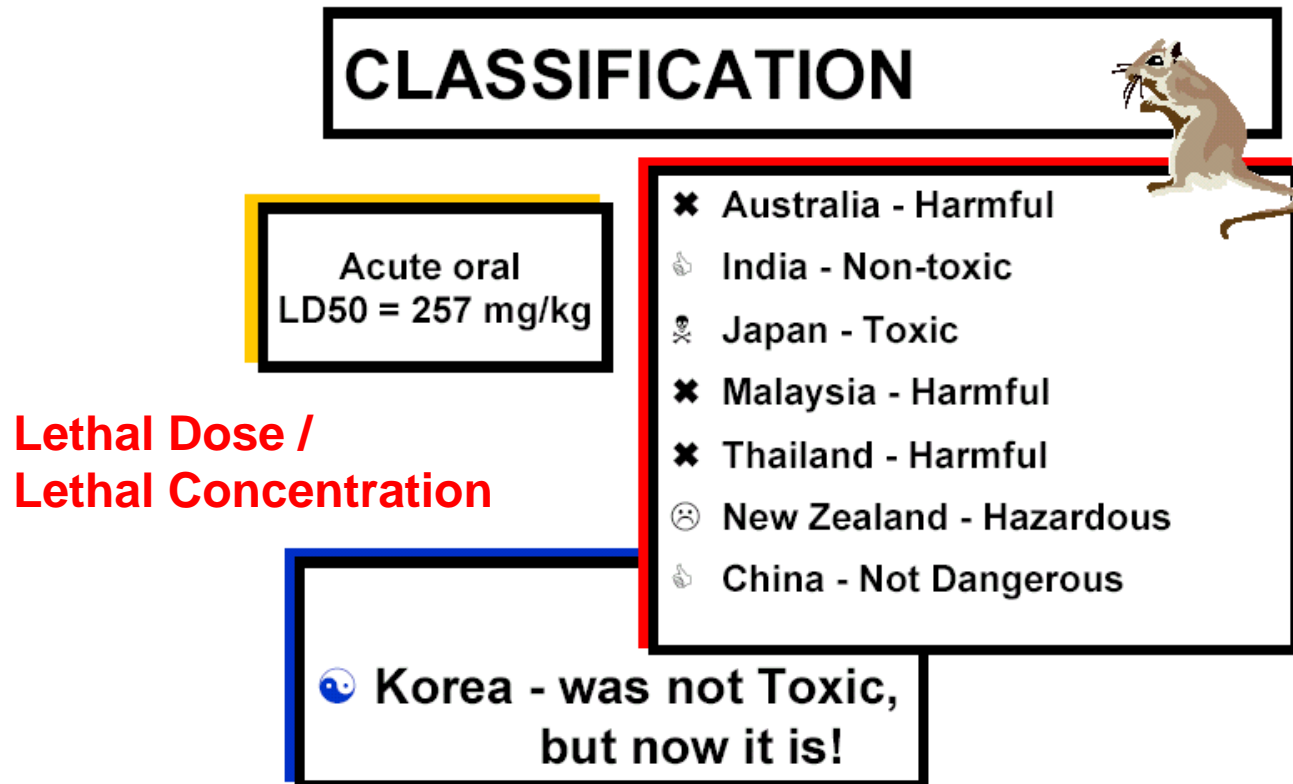 CLASSIFICATION
Acute oral
LD50 = 257 mg/kg
Lethal Dose /
Lethal Concentration
✖ Australia - Harmful
👍 India - Non-toxic
☠ Japan - Toxic
✖ Malaysia - Harmful
✖ Thailand - Harmful
☹ New Zealand - Hazardous
👍 China - Not Dangerous
☯ Korea - was not Toxic,
but now it is!